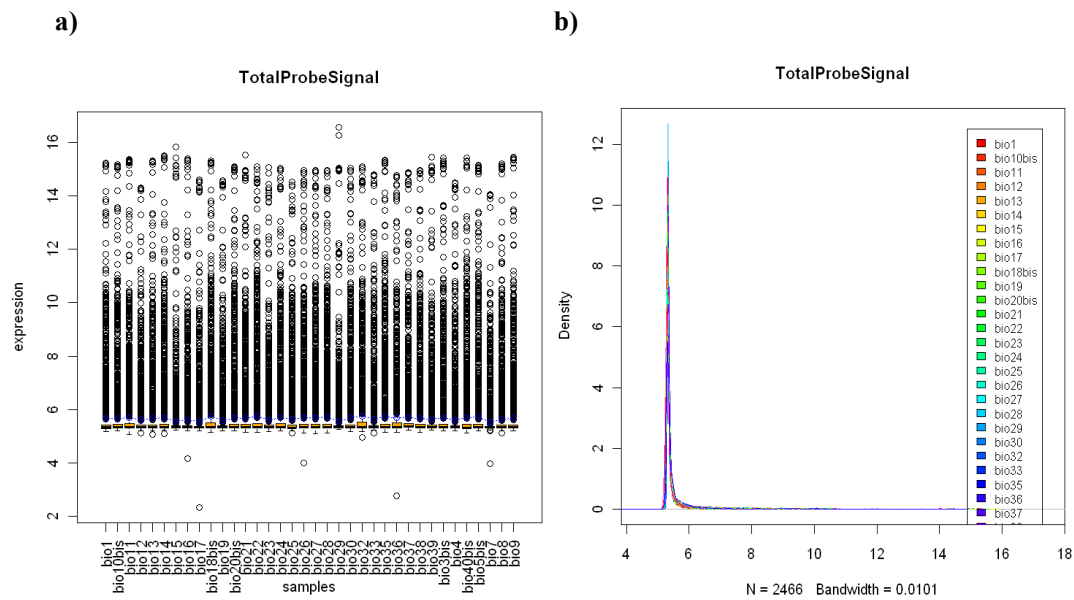 a)
TotalProbeSignal
expression
16
14
12
10
8
6
4
2
bio1
bio10bis
bio11
bio12
bio13
bio14
bio15
bio16
bio17
bio18bis
bio19
bio20bis
bio21
bio22
bio23
bio24
bio25
bio26
bio27
bio28
bio29
bio30
bio32
bio33
bio35
bio36
bio37
bio38
bio39
bio3bis
bio4
bio40bis
bio5bis
bio7
bio8
bio9
samples
b)
TotalProbeSignal
Density
12
10
8
6
4
2
0
4 6 8 10 12 14 16 18
N = 2466 Bandwidth = 0.0101
bio1
bio10bis
bio11
bio12
bio13
bio14
bio15
bio16
bio17
bio18bis
bio19
bio20bis
bio21
bio22
bio23
bio24
bio25
bio26
bio27
bio28
bio29
bio30
bio32
bio33
bio35
bio36
bio37